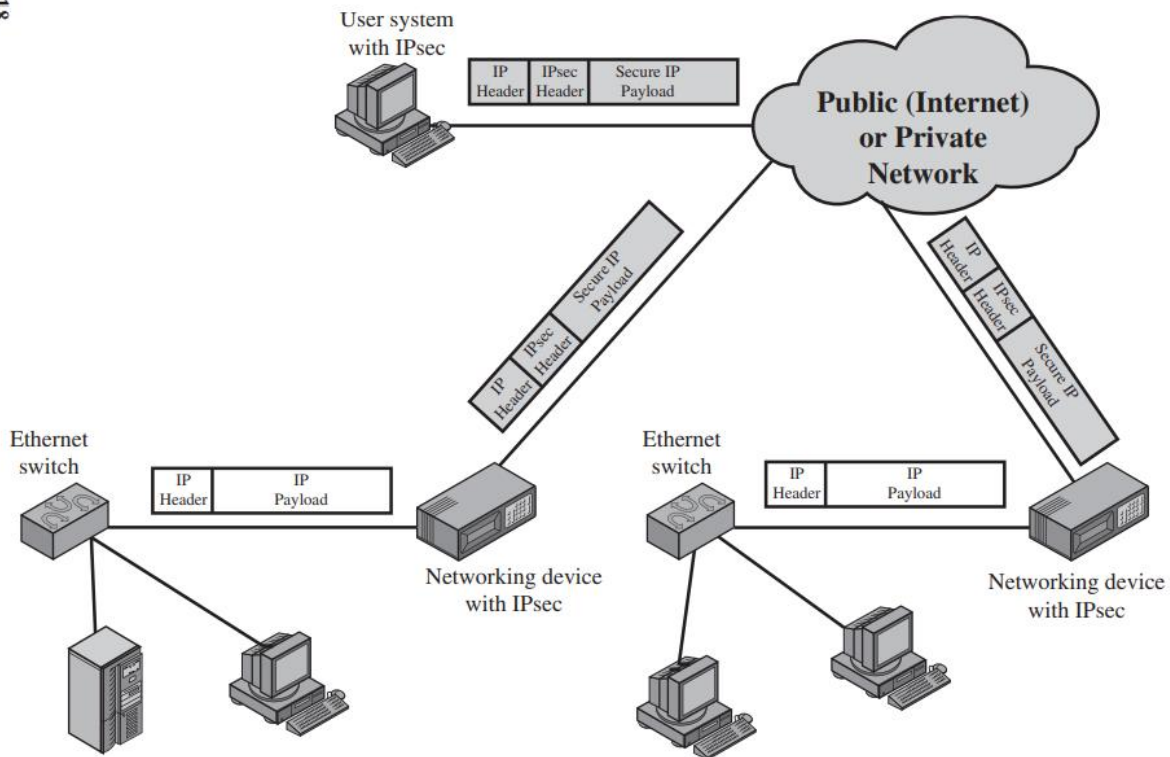 18
User system
with IPsec
IP
Header
IPsec
Header
Secure IP
Payload
Public (Internet)
or Private
Network
IP
Header
IPsec
Header
Secure IP
Payload
IP
Header
IPsec
Header
Secure IP
Payload
Ethernet
switch
IP
Header
IP
Payload
Networking device
with IPsec
Ethernet
switch
IP
Header
IP
Payload
Networking device
with IPsec